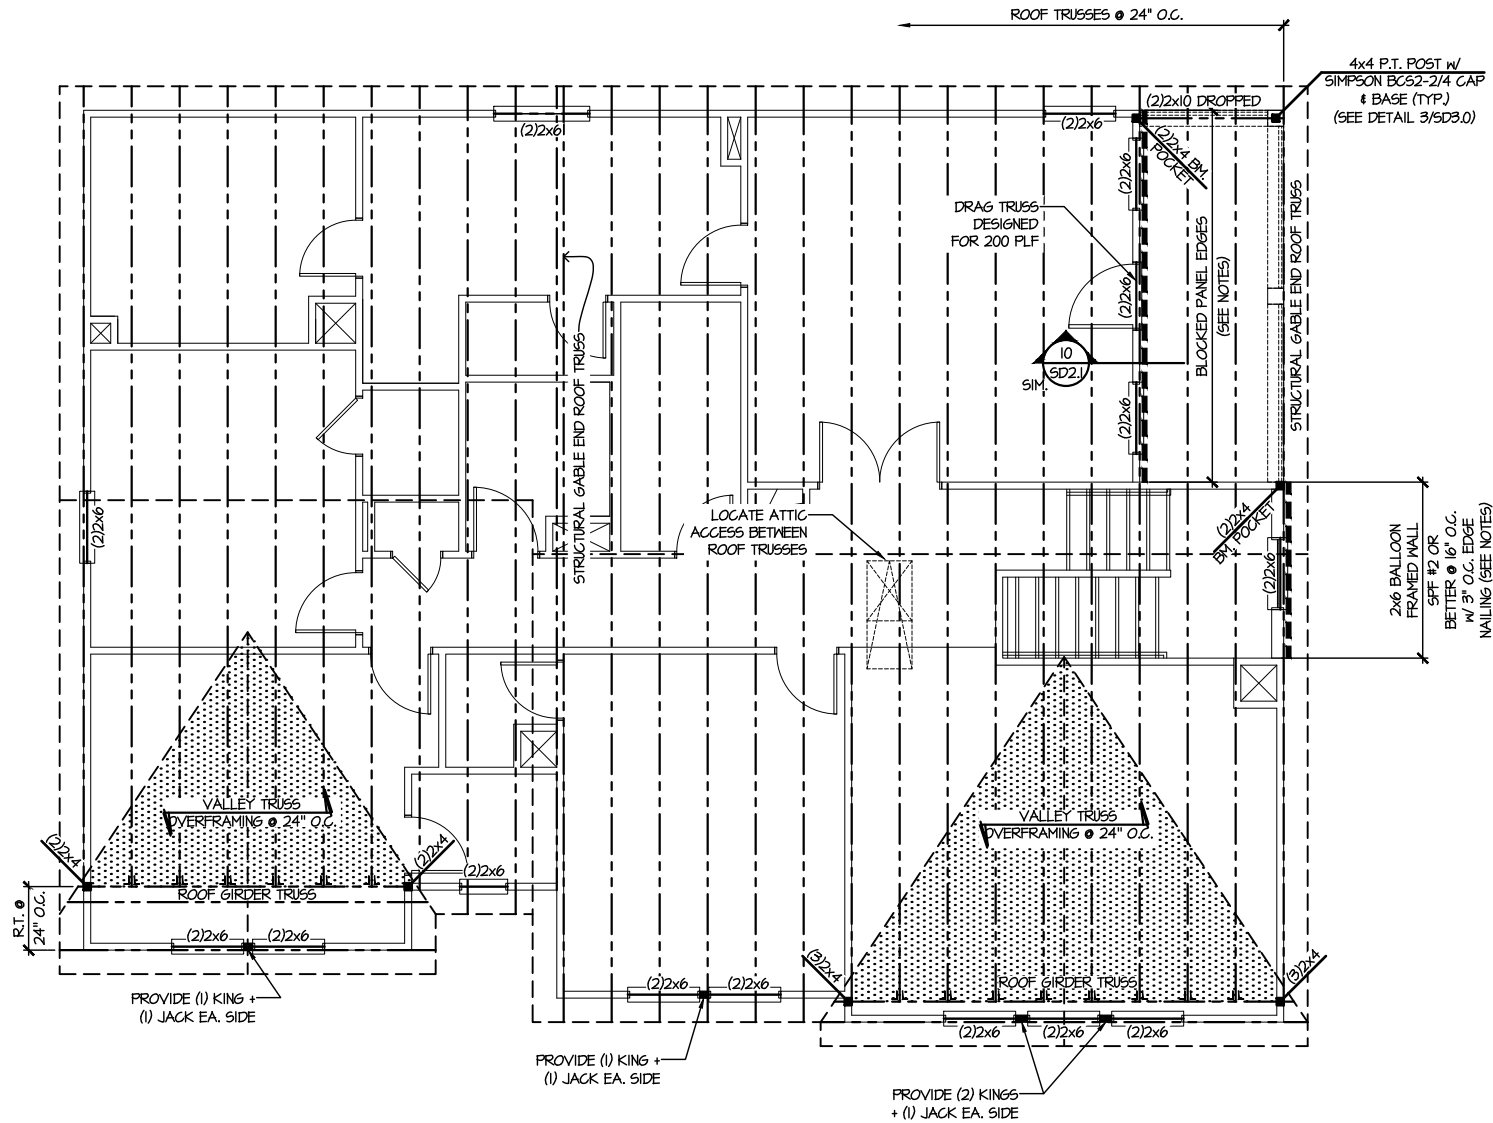 ROOF TRUSSES @ 24" O.C.
4x4 P.T. POST W/
SIMPSON BCS2-2/4 CAP
& BASE (TYP.)
(SEE DETAIL 3/SD3.0)
(2)2x10 DROPPED
(2)2x6
(2)2x6
(2)2x4 BM.
POCKET
(2)2x6
DRAG TRUSS
DESIGNED
FOR 200 PLF
BLOCKED PANEL EDGES
(SEE NOTES)
STRUCTURAL GABLE END ROOF TRUSS
(2)2x6
10
SD2.1
SIM.
(2)2x6
STRUCTURAL GABLE END ROOF TRUSS
LOCATE ATTIC
ACCESS BETWEEN
ROOF TRUSSES
(2)2x6
(2)2x4
BM. POCKET
(2)2x6
2x6 BALLOON
FRAMED WALL
SPF #2 OR
BETTER @ 16" O.C.
W/ 3" O.C. EDGE
NAILING (SEE NOTES)
VALLEY TRUSS
OVERFRAMING @ 24" O.C.
VALLEY TRUSS
OVERFRAMING @ 24" O.C.
(2)2x4
(2)2x4
(2)2x6
ROOF GIRDER TRUSS
R.T. @
24" O.C.
(2)2x6
(2)2x6
PROVIDE (1) KING +
(1) JACK EA. SIDE
(2)2x6
(2)2x6
PROVIDE (1) KING +
(1) JACK EA. SIDE
(3)2x4
ROOF GIRDER TRUSS
(3)2x4
(2)2x6
(2)2x6
(2)2x6
PROVIDE (2) KINGS
+ (1) JACK EA. SIDE